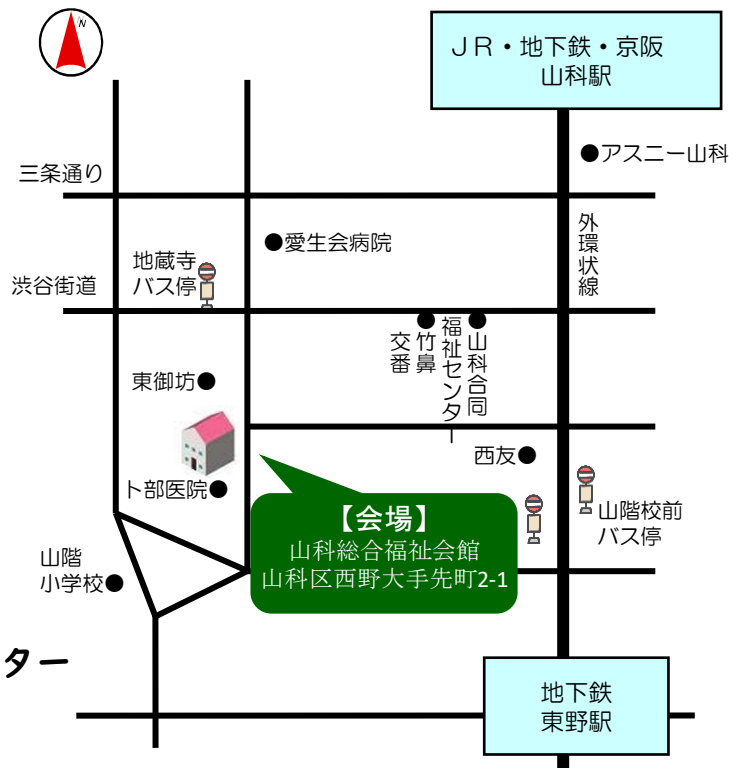 N
JR・地下鉄・京阪
山科駅
●アスニー山科
三条通り
外環状線
●愛生会病院
地蔵寺
バス停
渋谷街道
竹鼻
交番
山科合同
福祉センター
東御坊●
西友●
卜部医院●
山階校前
バス停
【会場】
山科総合福祉会館
山科区西野大手先町2-1
山階
小学校●
ター
地下鉄
東野駅